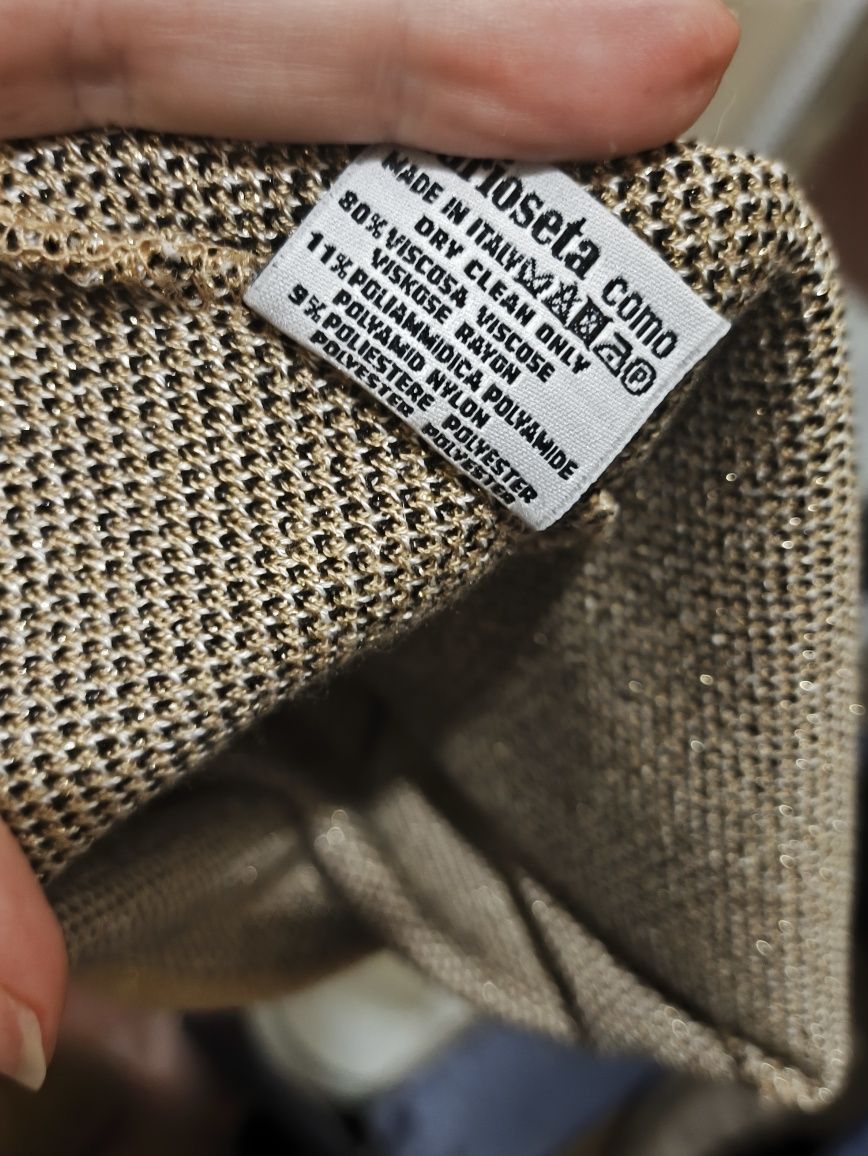 como
MADE IN ITALY
DRY CLEAN ONLY
80% VISCOSA VISCOSE
VISKOSE RAYON
11% POLIAMMIDICA POLYAMIDE
POLYAMID NYLON
9% POLIESTERE POLYESTER
POLYESTER POLYESTER